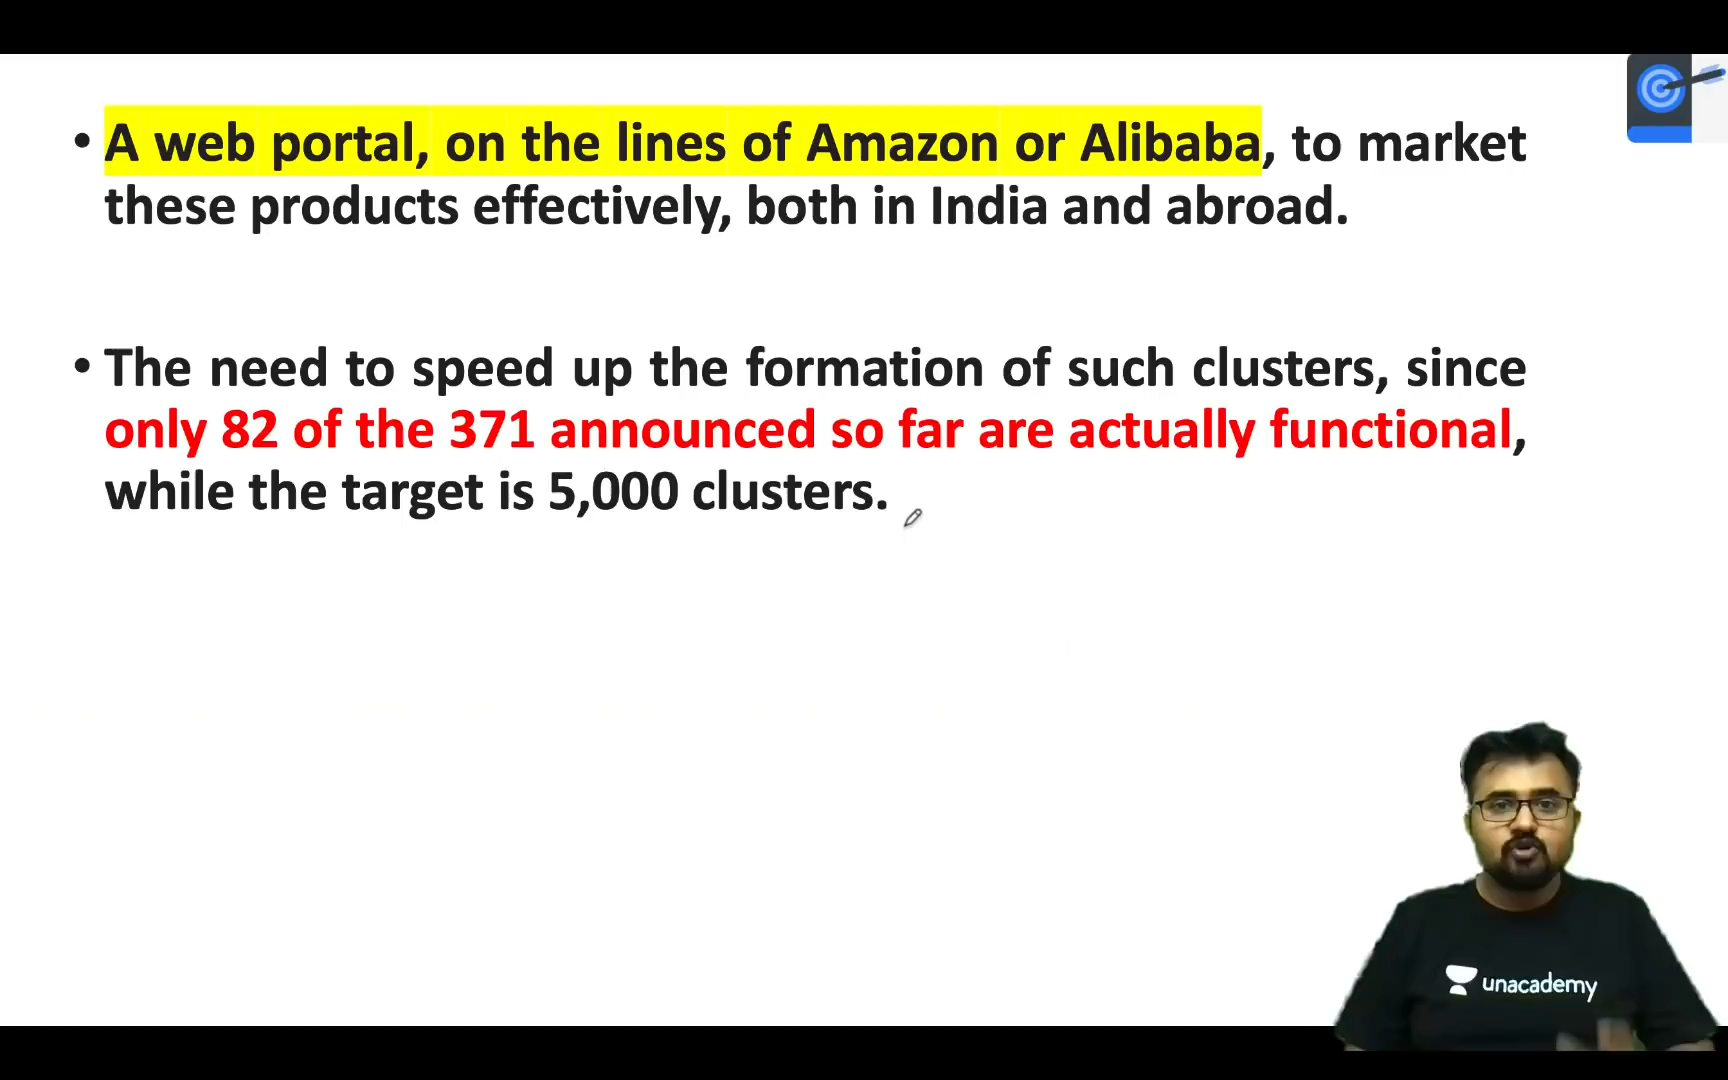 • A web portal, on the lines of Amazon or Alibaba, to market
these products effectively, both in India and abroad.
• The need to speed up the formation of such clusters, since
only 82 of the 371 announced so far are actually functional,
while the target is 5,000 clusters.
unacademy